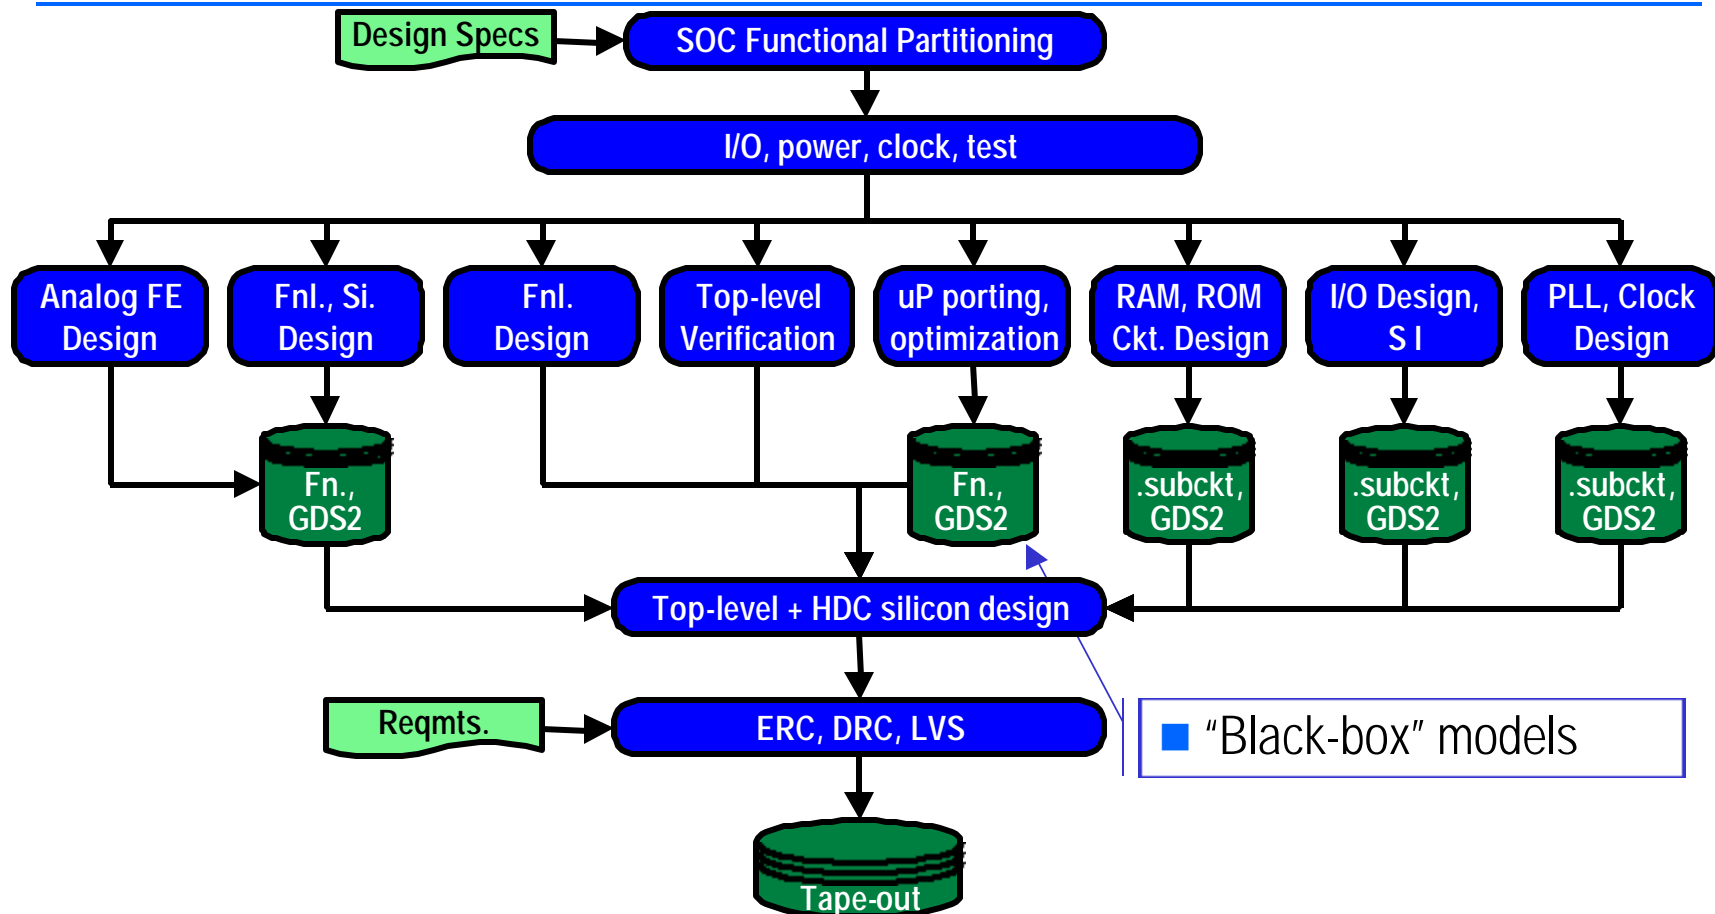 Design Specs
SOC Functional Partitioning
I/O, power, clock, test
Analog FE
Design
Fnl., Si.
Design
Fnl.
Design
Top-level
Verification
uP porting,
optimization
RAM, ROM
Ckt. Design
I/O Design,
S I
PLL, Clock
Design
Fn.,
GDS2
Fn.,
GDS2
.subckt,
GDS2
.subckt,
GDS2
.subckt,
GDS2
Top-level + HDC silicon design
Reqmts.
ERC, DRC, LVS
"Black-box" models
Tape-out